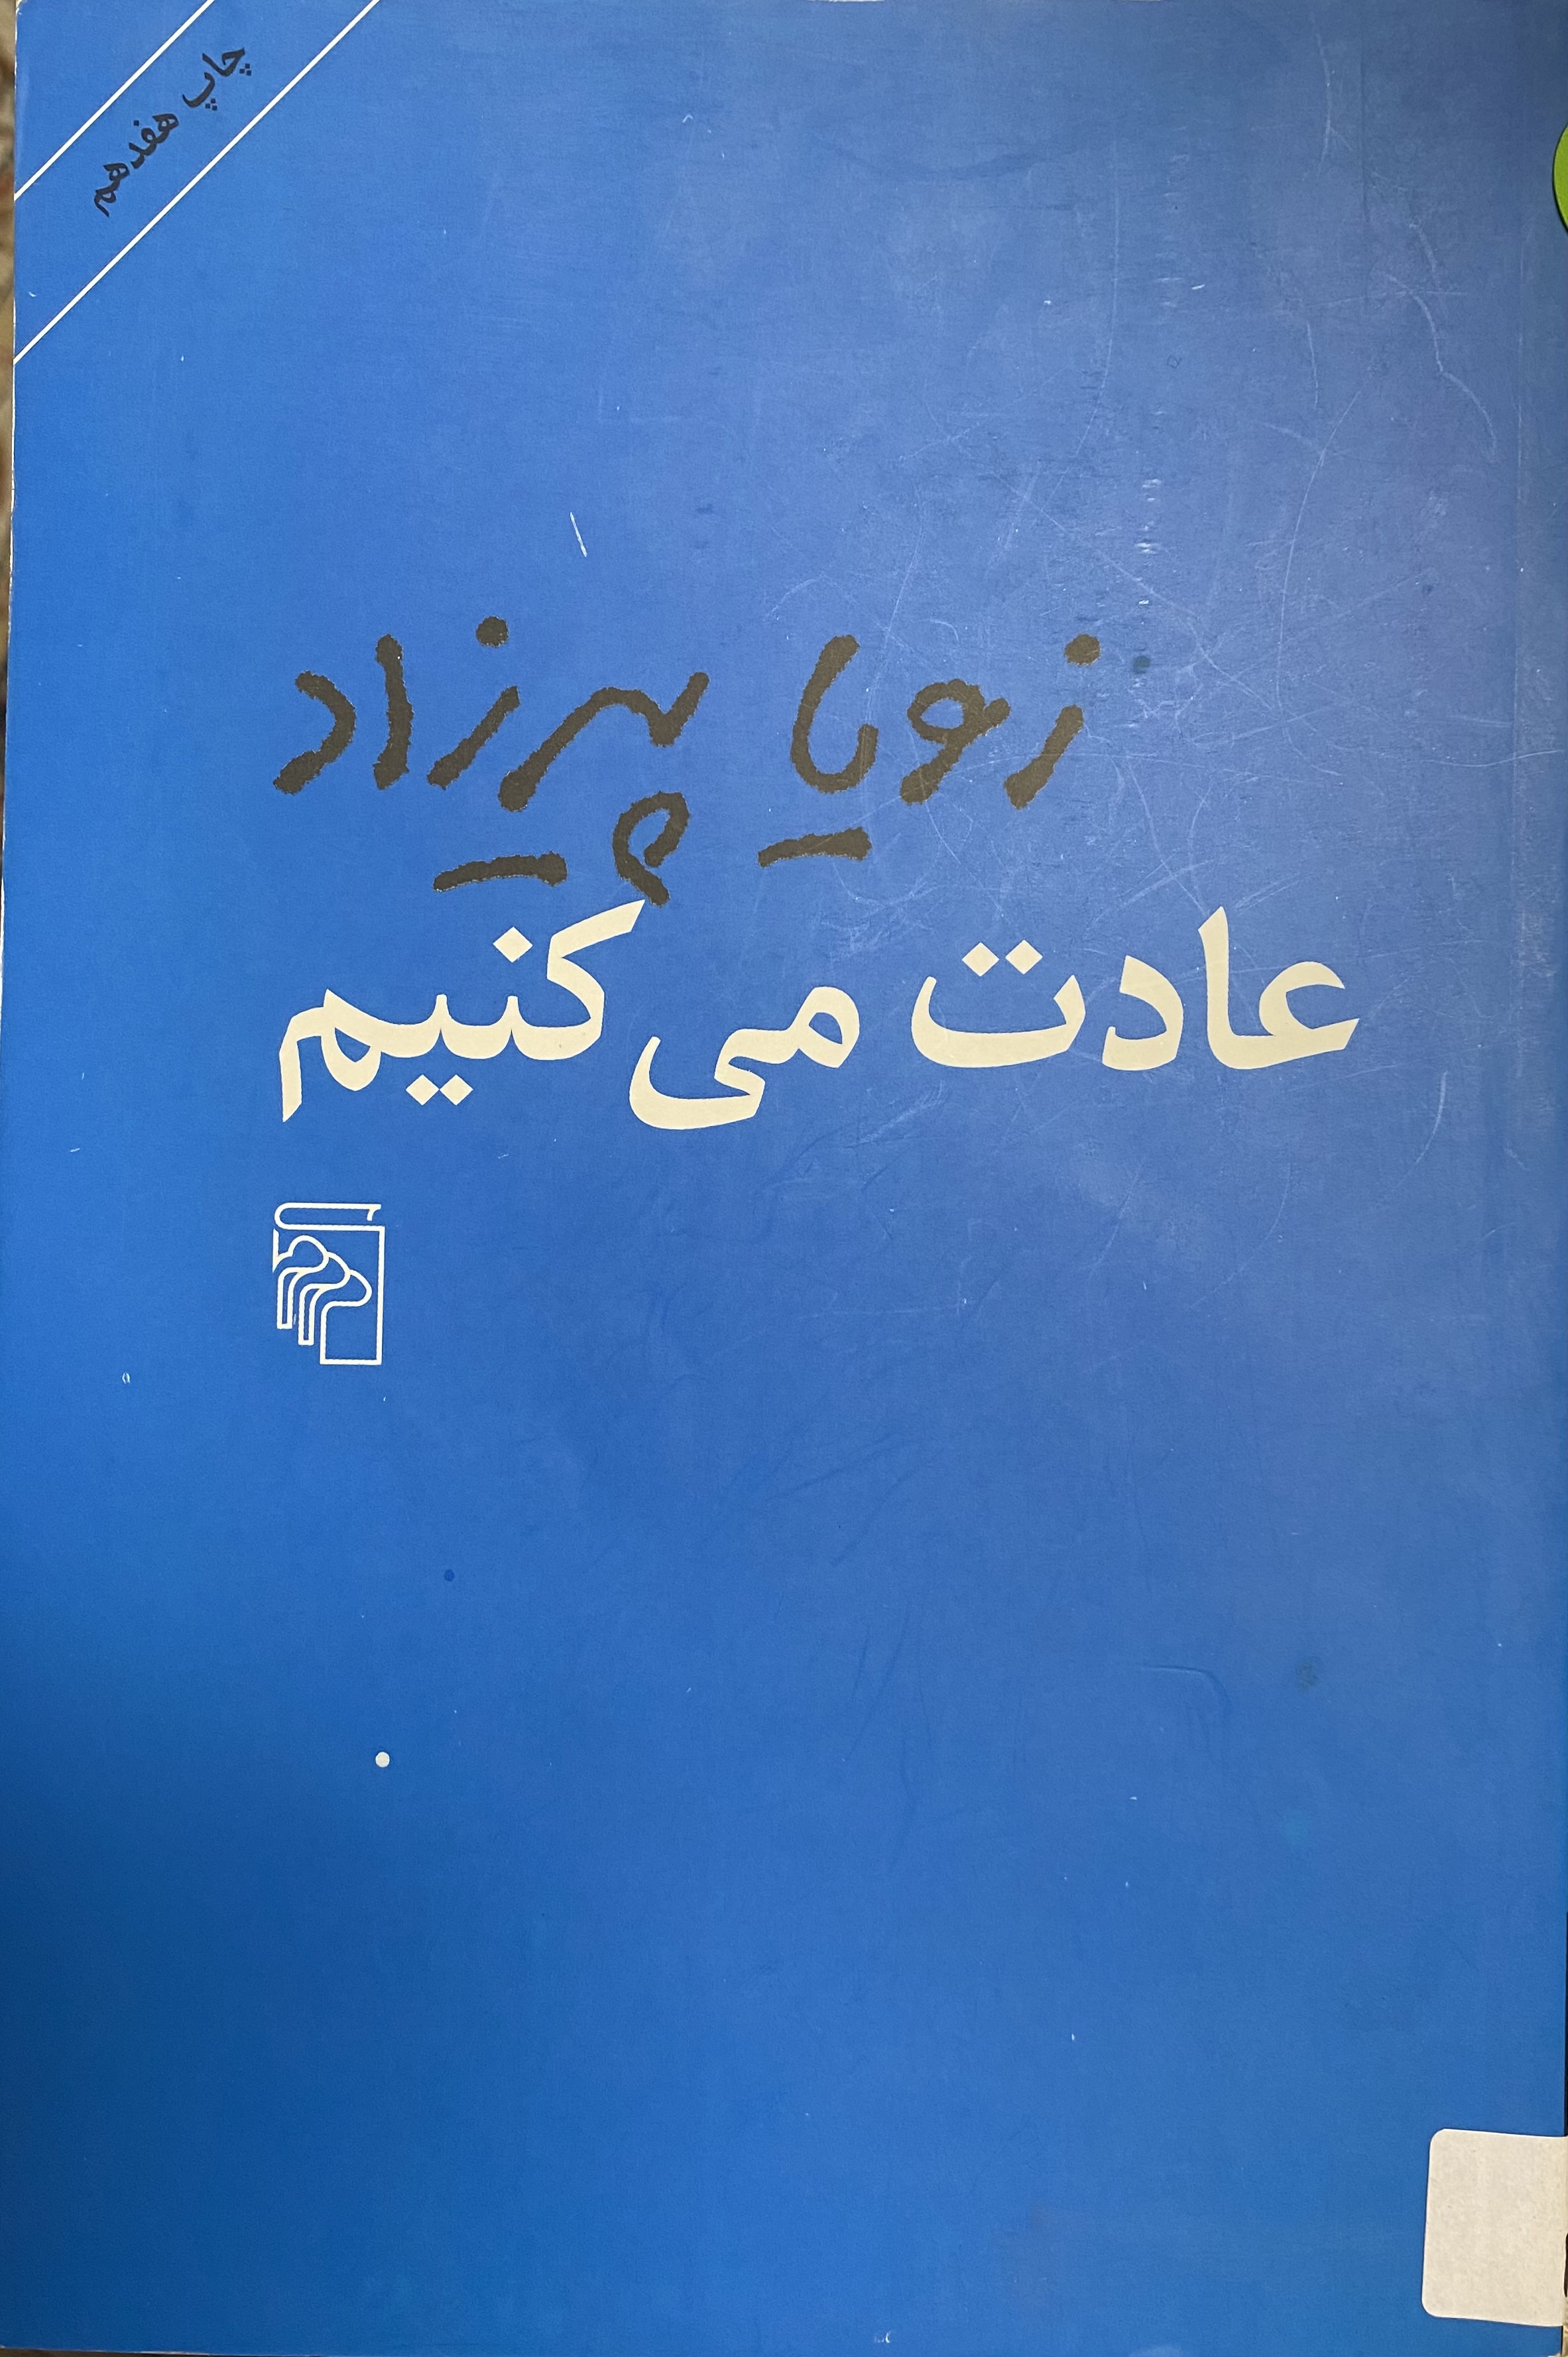 چاپ هفدهم
زویا پیرزاد
عادت می‌کنیم